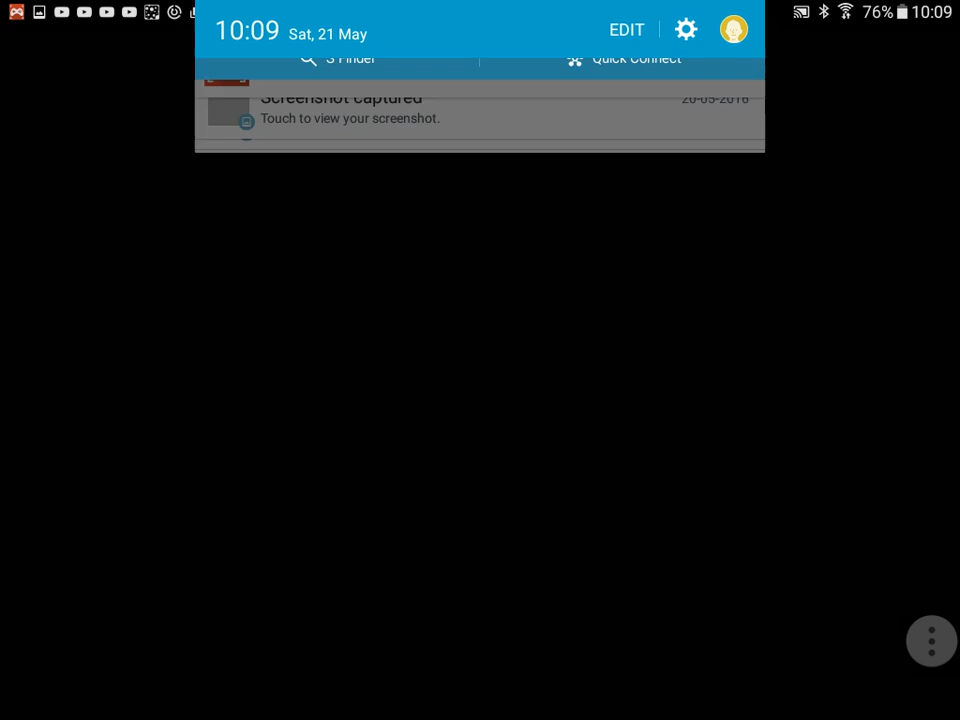 76% 10:09
10:09 Sat, 21 May EDIT
S Finder Quick Connect
Screenshot captured 20-05-2016
Touch to view your screenshot.